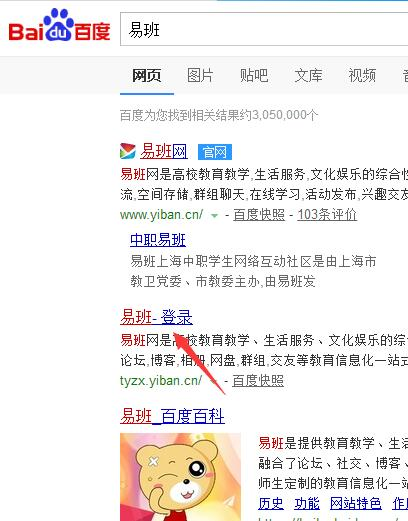 Bai du 百度
易班
网页 图片 贴吧 文库 视频
百度为您找到相关结果约3,050,000个
易班网 官网
易班网是高校教育教学,生活服务,文化娱乐的综合性
流,空间存储,群组聊天,在线学习,活动发布,兴趣交
www.yiban.cn/ - 百度快照 - 103条评价
中职易班
易班上海中职学生网络互动社区是由上海市
教卫党委、市教委主办,由易班发
易班- 登录
易班网是高校教育教学、生活服务、文化娱乐的综
论坛,博客,相册,网盘,群组,交友等教育信息化一站式
tyzx.yiban.cn/ - 百度快照
易班_百度百科
易班是提供教育教学、生活
融合了论坛、社交、博客、
师生定制的教育信息化一站
历史 功能 网站特色 作